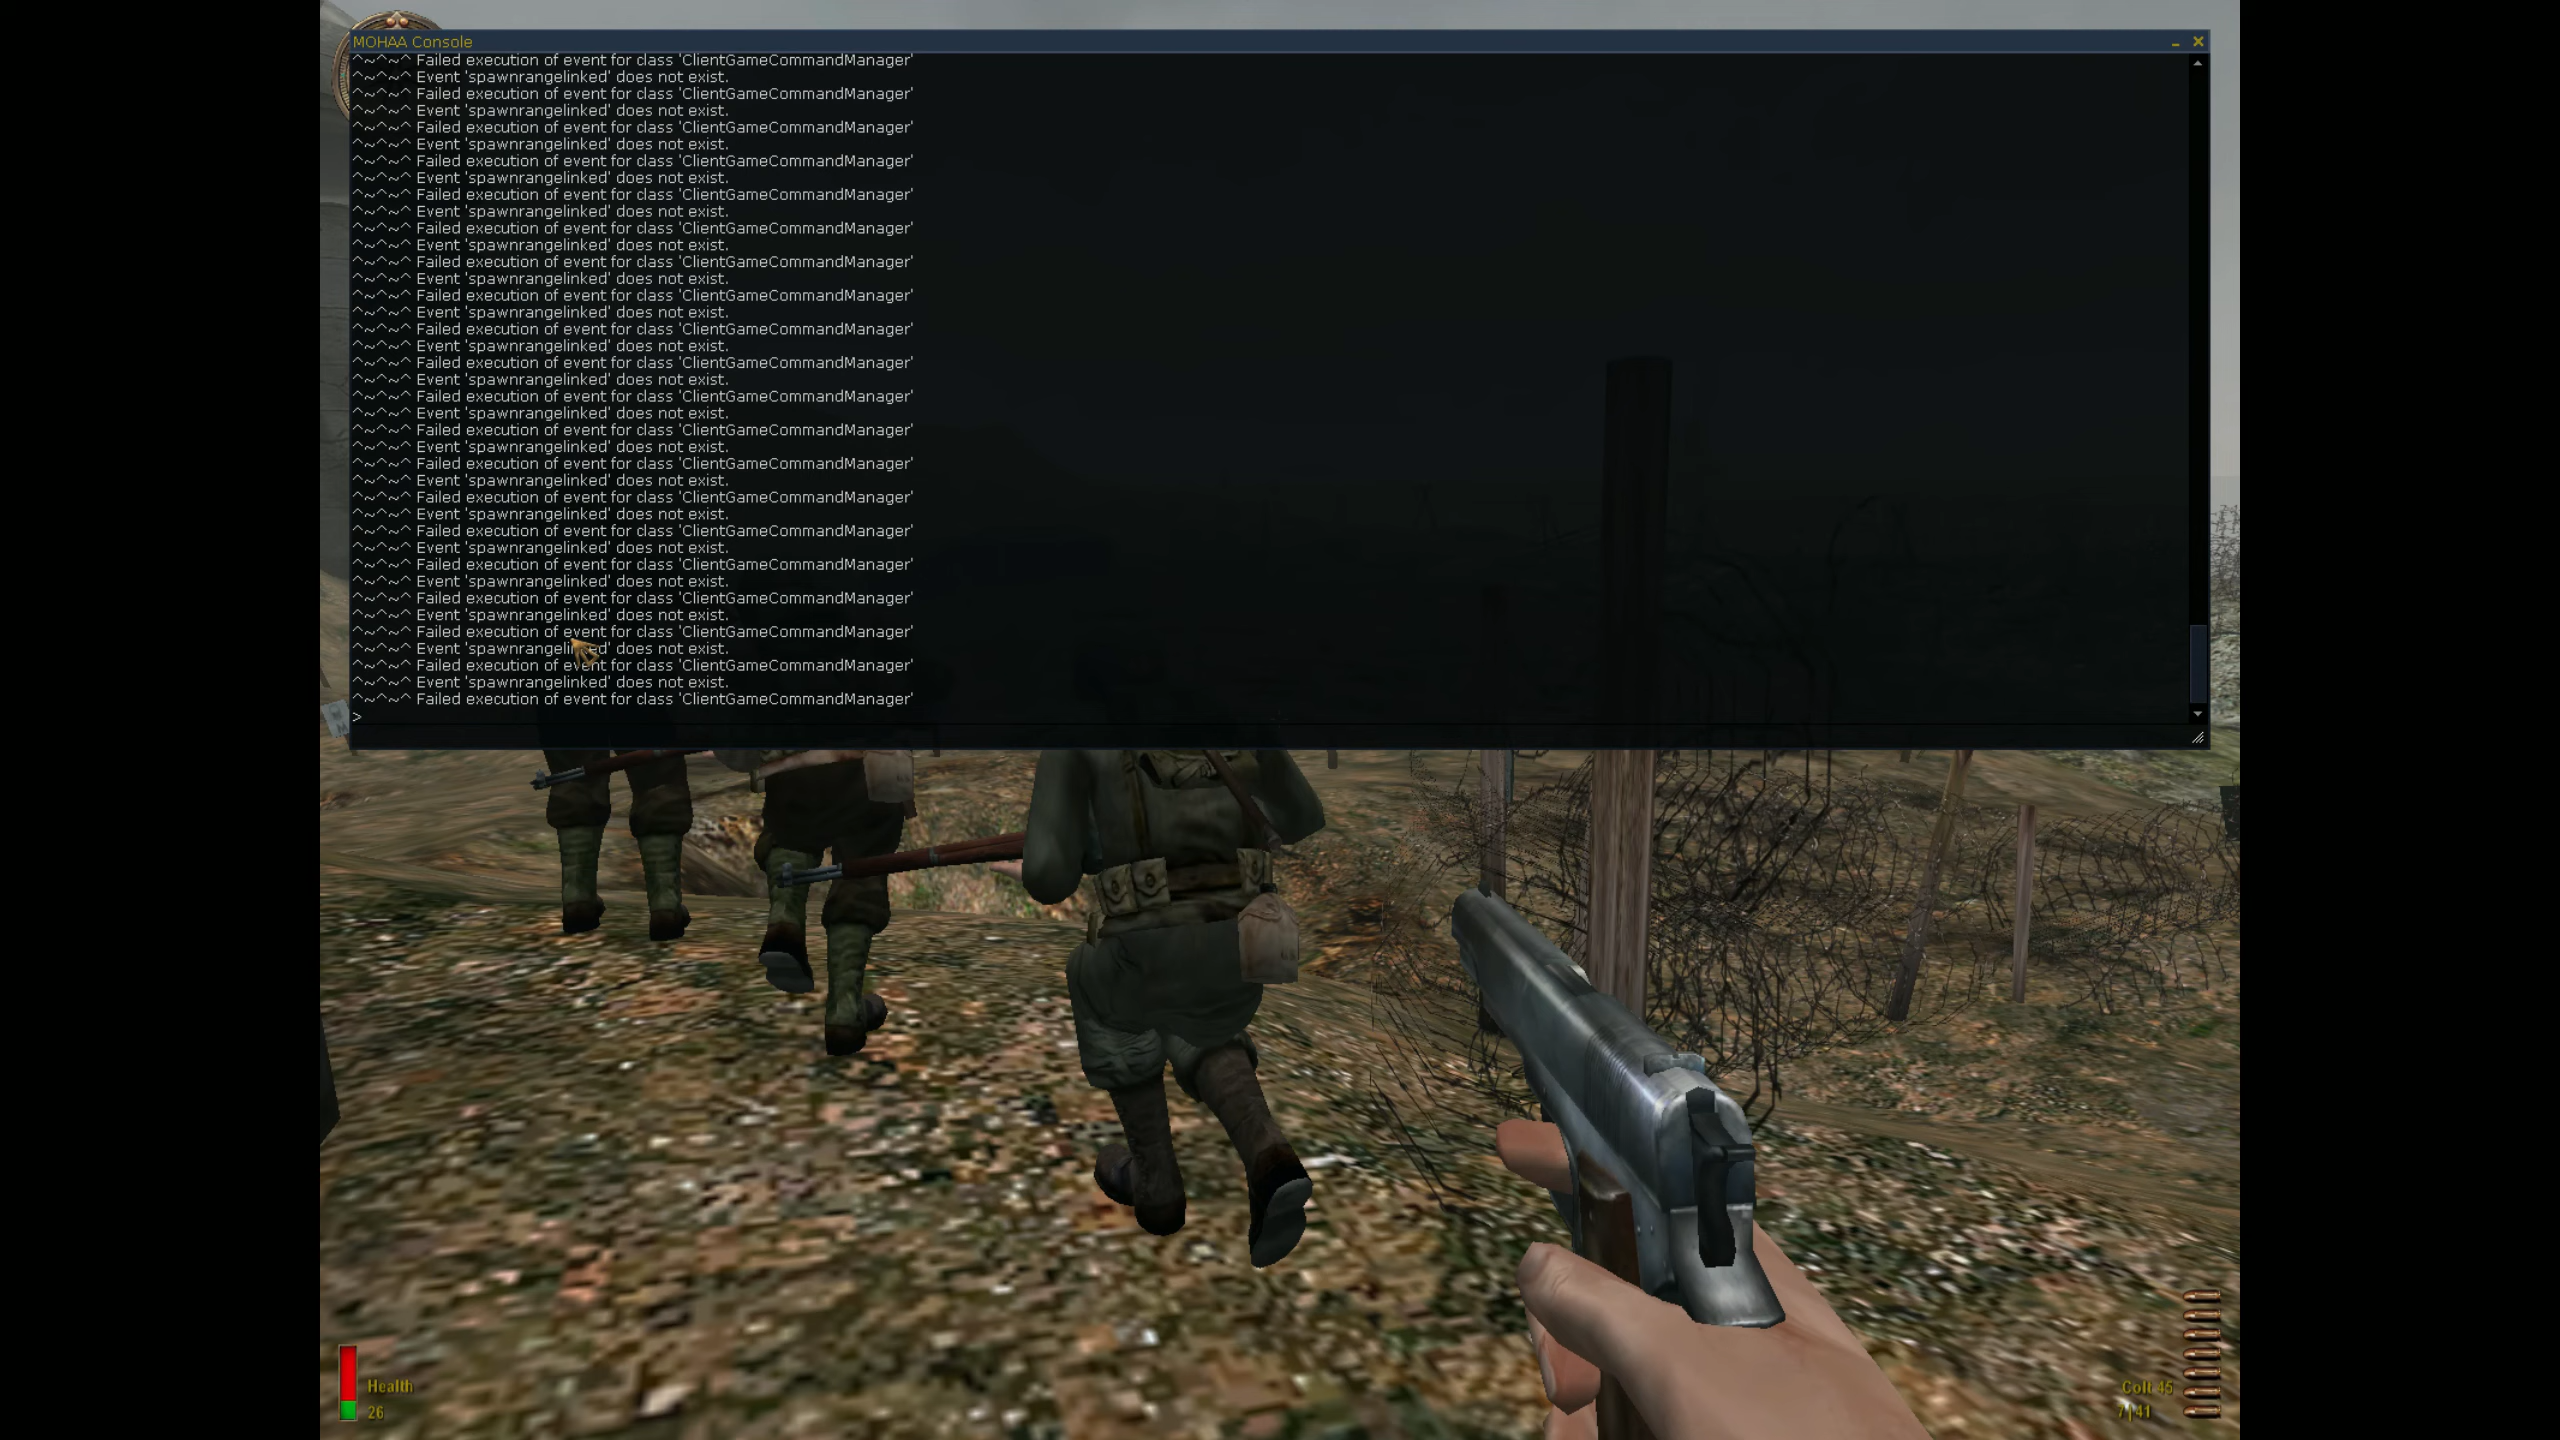 MOHAA Console
^~^~^ Failed execution of event for class 'ClientGameCommandManager'
^~^~^ Event 'spawnrangelinked' does not exist.
^~^~^ Failed execution of event for class 'ClientGameCommandManager'
^~^~^ Event 'spawnrangelinked' does not exist.
^~^~^ Failed execution of event for class 'ClientGameCommandManager'
^~^~^ Event 'spawnrangelinked' does not exist.
^~^~^ Failed execution of event for class 'ClientGameCommandManager'
^~^~^ Event 'spawnrangelinked' does not exist.
^~^~^ Failed execution of event for class 'ClientGameCommandManager'
^~^~^ Event 'spawnrangelinked' does not exist.
^~^~^ Failed execution of event for class 'ClientGameCommandManager'
^~^~^ Event 'spawnrangelinked' does not exist.
^~^~^ Failed execution of event for class 'ClientGameCommandManager'
^~^~^ Event 'spawnrangelinked' does not exist.
^~^~^ Failed execution of event for class 'ClientGameCommandManager'
^~^~^ Event 'spawnrangelinked' does not exist.
^~^~^ Failed execution of event for class 'ClientGameCommandManager'
^~^~^ Event 'spawnrangelinked' does not exist.
^~^~^ Failed execution of event for class 'ClientGameCommandManager'
^~^~^ Event 'spawnrangelinked' does not exist.
^~^~^ Failed execution of event for class 'ClientGameCommandManager'
^~^~^ Event 'spawnrangelinked' does not exist.
^~^~^ Failed execution of event for class 'ClientGameCommandManager'
^~^~^ Event 'spawnrangelinked' does not exist.
^~^~^ Failed execution of event for class 'ClientGameCommandManager'
^~^~^ Event 'spawnrangelinked' does not exist.
^~^~^ Failed execution of event for class 'ClientGameCommandManager'
^~^~^ Event 'spawnrangelinked' does not exist.
^~^~^ Failed execution of event for class 'ClientGameCommandManager'
^~^~^ Event 'spawnrangelinked' does not exist.
^~^~^ Failed execution of event for class 'ClientGameCommandManager'
^~^~^ Event 'spawnrangelinked' does not exist.
^~^~^ Failed execution of event for class 'ClientGameCommandManager'
^~^~^ Event 'spawnrangelinked' does not exist.
^~^~^ Failed execution of event for class 'ClientGameCommandManager'
^~^~^ Event 'spawnrangelinked' does not exist.
^~^~^ Failed execution of event for class 'ClientGameCommandManager'
^~^~^ Event 'spawnrangelinked' does not exist.
^~^~^ Failed execution of event for class 'ClientGameCommandManager'
>
Health
26
Colt 45
7|41